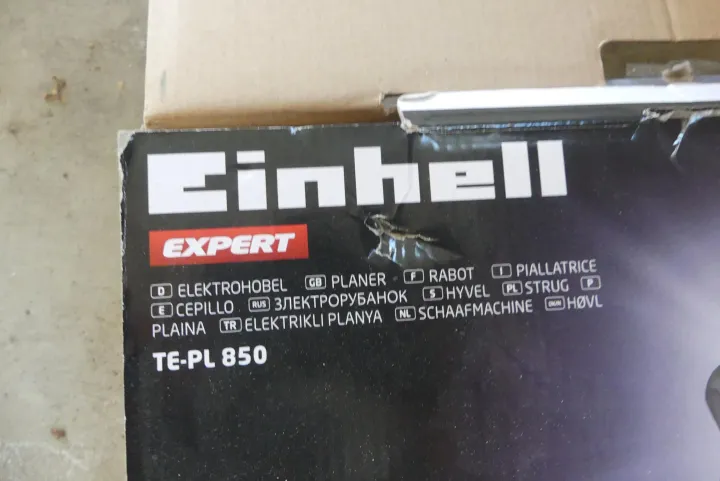 Einhell
EXPERT
D ELEKTROHOBEL GB PLANER F RABOT I PIALLATRICE
E CEPILLO RUS ЭЛЕКТРОРУБАНОК S HYVEL PL STRUG P
PLAINA TR ELEKTRIKLI PLANYA NL SCHAAFMACHINE DK/N HØVL
TE-PL 850